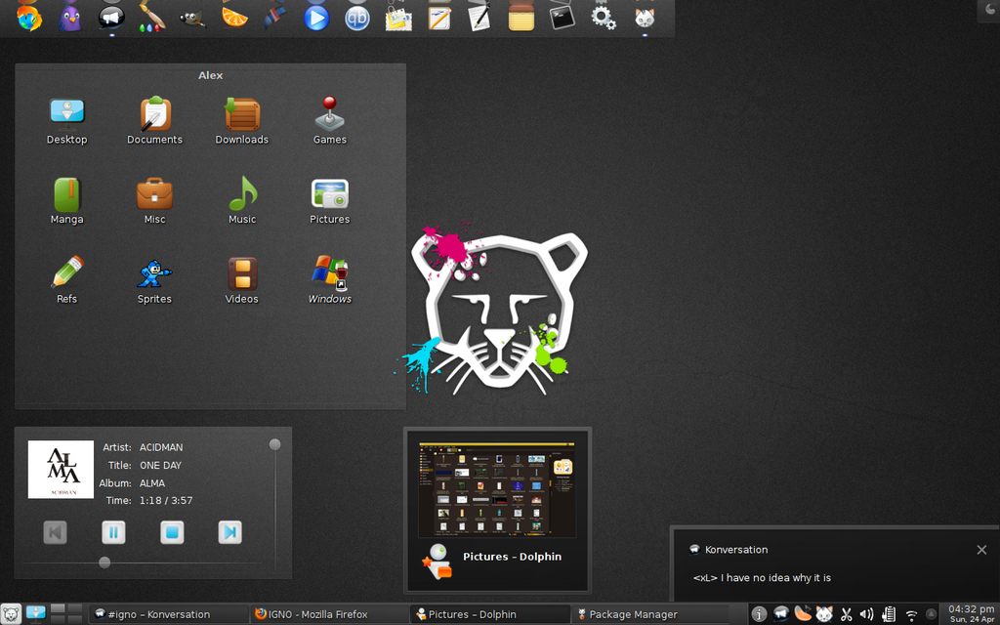 Alex
Desktop
Documents
Downloads
Games
Manga
Misc
Music
Pictures
Refs
Sprites
Videos
Windows
ALMA
ACIDMAN
Artist: ACIDMAN
Title: ONE DAY
Album: ALMA
Time: 1:18 / 3:57
Pictures – Dolphin
Konversation
<xL> I have no idea why it is
#igno – Konversation
IGNO - Mozilla Firefox
Pictures – Dolphin
Package Manager
04:32 pm
Sun, 24 Apr